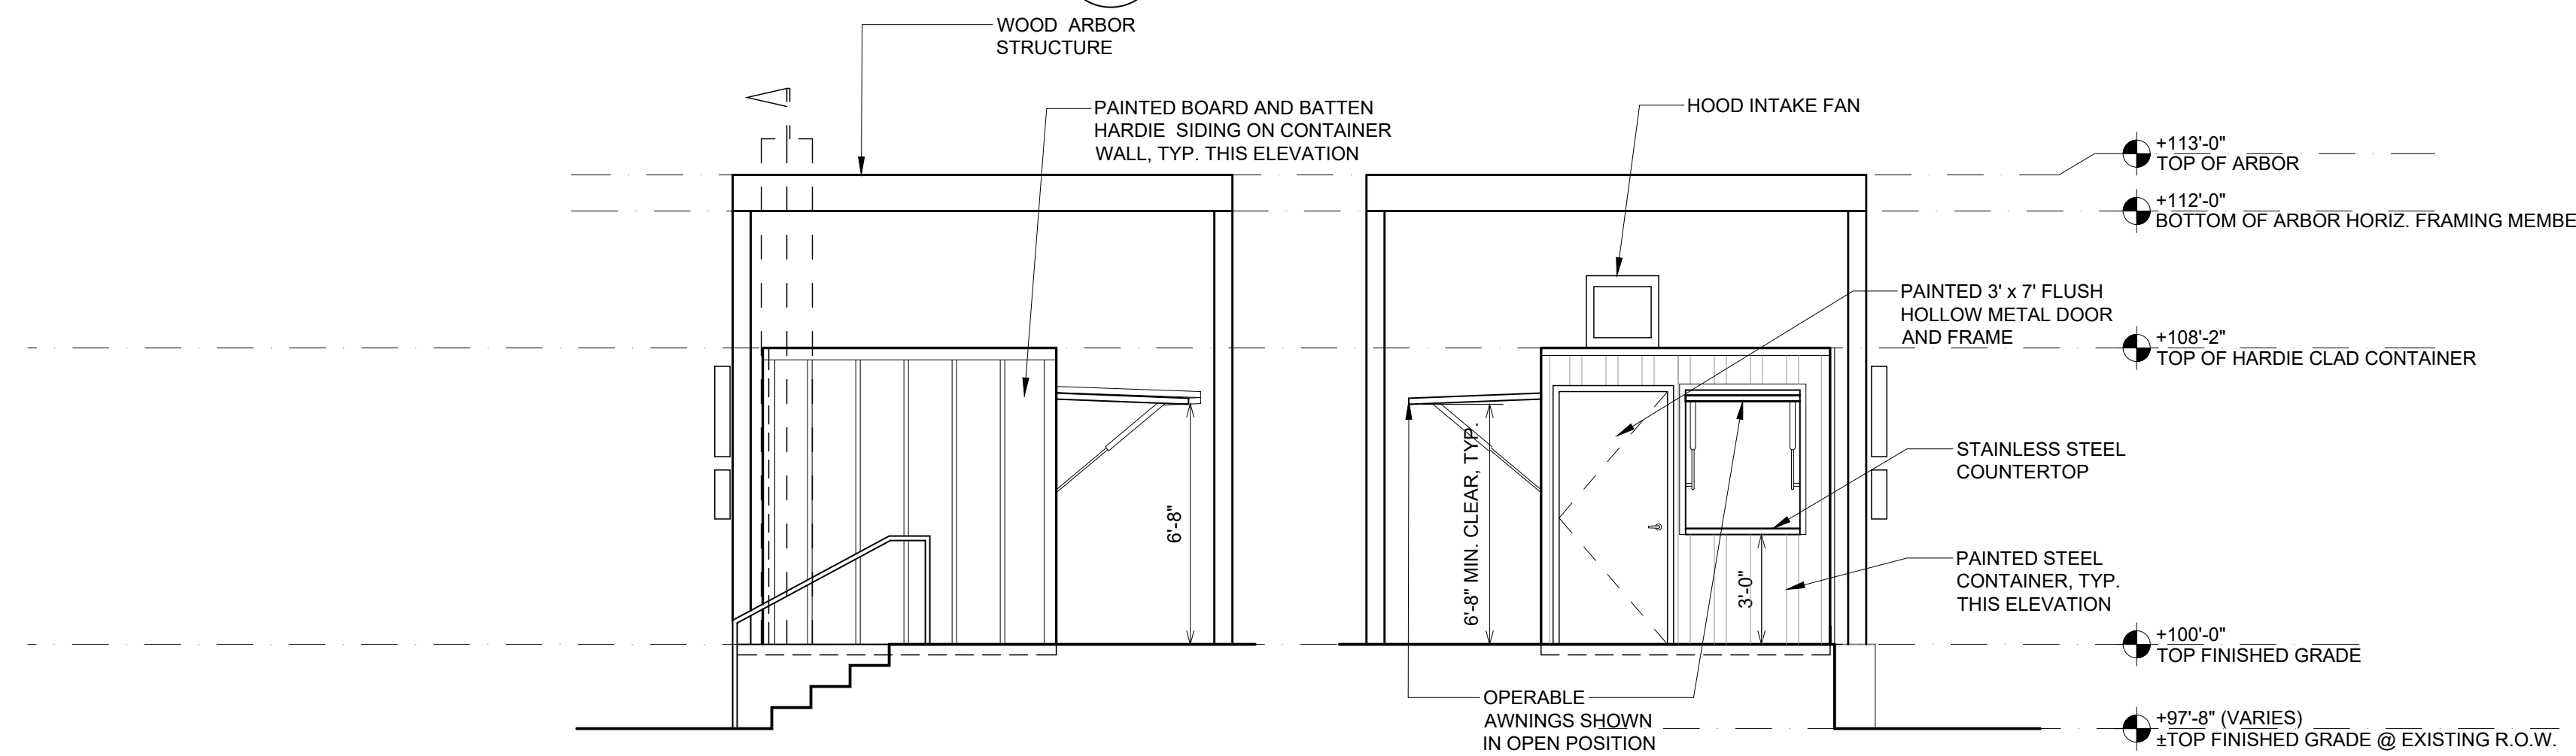 WOOD ARBOR
STRUCTURE
PAINTED BOARD AND BATTEN
HARDIE SIDING ON CONTAINER
WALL, TYP. THIS ELEVATION
HOOD INTAKE FAN
+113'-0"
TOP OF ARBOR
+112'-0"
BOTTOM OF ARBOR HORIZ. FRAMING MEMBE
PAINTED 3' x 7' FLUSH
HOLLOW METAL DOOR
AND FRAME
+108'-2"
TOP OF HARDIE CLAD CONTAINER
6'-8"
6'-8" MIN. CLEAR, TYP.
STAINLESS STEEL
COUNTERTOP
3'-0"
PAINTED STEEL
CONTAINER, TYP.
THIS ELEVATION
+100'-0"
TOP FINISHED GRADE
OPERABLE
AWNINGS SHOWN
IN OPEN POSITION
+97'-8" (VARIES)
±TOP FINISHED GRADE @ EXISTING R.O.W.